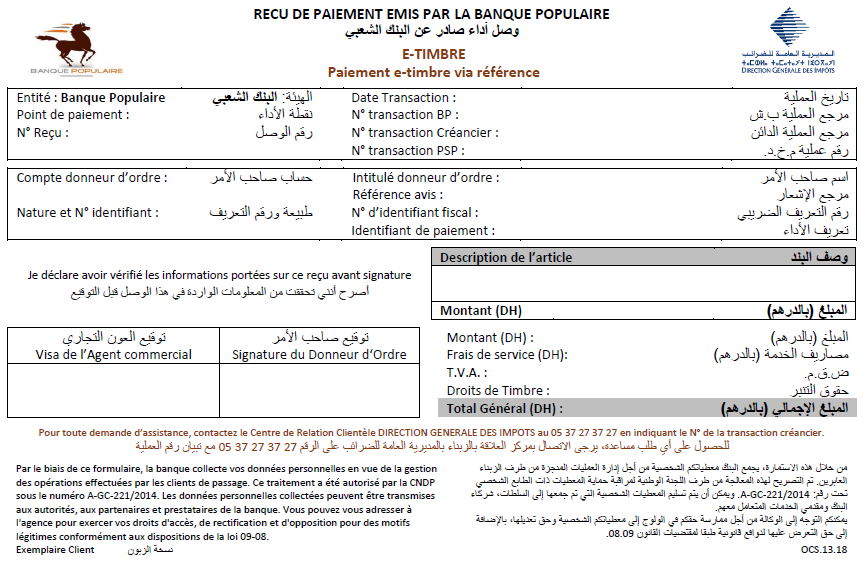 RECU DE PAIEMENT EMIS PAR LA BANQUE POPULAIRE
وصل أداء صادر عن البنك الشعبي
E-TIMBRE
Paiement e-timbre via référence
BANQUE POPULAIRE
المديرية العامة للضرائب
DIRECTION GÉNÉRALE DES IMPÔTS
Entité : Banque Populaire الهيئة: البنك الشعبي
Point de paiement : نقطة الأداء
N° Reçu : رقم الوصل
Date Transaction : تاريخ العملية
N° transaction BP : مرجع العملية ب.ش
N° transaction Créancier : مرجع العملية الدائن
N° transaction PSP : رقم عملية م.خ.د.
Compte donneur d’ordre : حساب صاحب الأمر
Nature et N° identifiant : طبيعة ورقم التعريف
Intitulé donneur d’ordre : اسم صاحب الأمر
Référence avis : مرجع الإشعار
N° d’identifiant fiscal : رقم التعريف الضريبي
Identifiant de paiement : تعريف الأداء
Je déclare avoir vérifié les informations portées sur ce reçu avant signature
أصرح أنني تحققت من المعلومات الواردة في هذا الوصل قبل التوقيع
Description de l’article وصف البند
Montant (DH) المبلغ (بالدرهم)
توقيع العون التجاري
Visa de l’Agent commercial
توقيع صاحب الأمر
Signature du Donneur d’Ordre
Montant (DH) : المبلغ (بالدرهم)
Frais de service (DH): مصاريف الخدمة (بالدرهم)
T.V.A. : ض.ق.م.
Droits de Timbre : حقوق التنبر
Total Général (DH) : المبلغ الإجمالي (بالدرهم)
Pour toute demande d’assistance, contactez le Centre de Relation Clientèle DIRECTION GENERALE DES IMPOTS au 05 37 27 37 27 en indiquant le N° de la transaction créancier.
للحصول على أي طلب مساعده، يرجى الاتصال بمركز العلاقة بالزبناء بالمديرية العامة للضرائب على الرقم 27 37 27 37 05 مع تبيان رقم العملية
Par le biais de ce formulaire, la banque collecte vos données personnelles en vue de la gestion
des opérations effectuées par les clients de passage. Ce traitement a été autorisé par la CNDP
sous le numéro A-GC-221/2014. Les données personnelles collectées peuvent être transmises
aux autorités, aux partenaires et prestataires de la banque. Vous pouvez vous adresser à
l'agence pour exercer vos droits d'accès, de rectification et d'opposition pour des motifs
légitimes conformément aux dispositions de la loi 09-08.
Exemplaire Client نسخة الزبون
من خلال هذه الاستمارة، يجمع البنك معطياتكم الشخصية من أجل إدارة العمليات المنجزة من طرف الزبناء
العابرين. تم التصريح لهذه المعالجة من طرف اللجنة الوطنية لمراقبة حماية المعطيات ذات الطابع الشخصي
تحت رقم: A-GC-221/2014. ويمكن أن يتم تسليم المعطيات الشخصية التي تم جمعها إلى السلطات، شركاء
البنك ومقدمي الخدمات المتعامل معهم.
يمكنكم التوجه إلى الوكالة من أجل ممارسة حقكم في الولوج إلى معطياتكم الشخصية وحق تعديلها، بالإضافة
إلى حق التعرض عليها لدوافع قانونية طبقا لمقتضيات القانون 08.09.
OCS.13.18